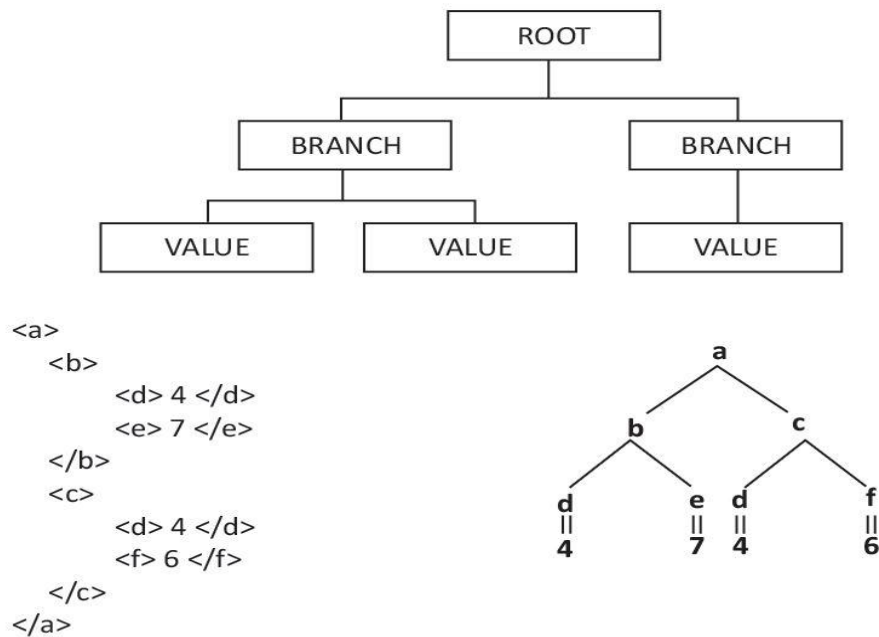 ROOT
BRANCH BRANCH
VALUE VALUE VALUE
<a>
<b>
<d> 4 </d>
<e> 7 </e>
</b>
<c>
<d> 4 </d>
<f> 6 </f>
</c>
</a>
a
b c
d e d f
= = = =
4 7 4 6